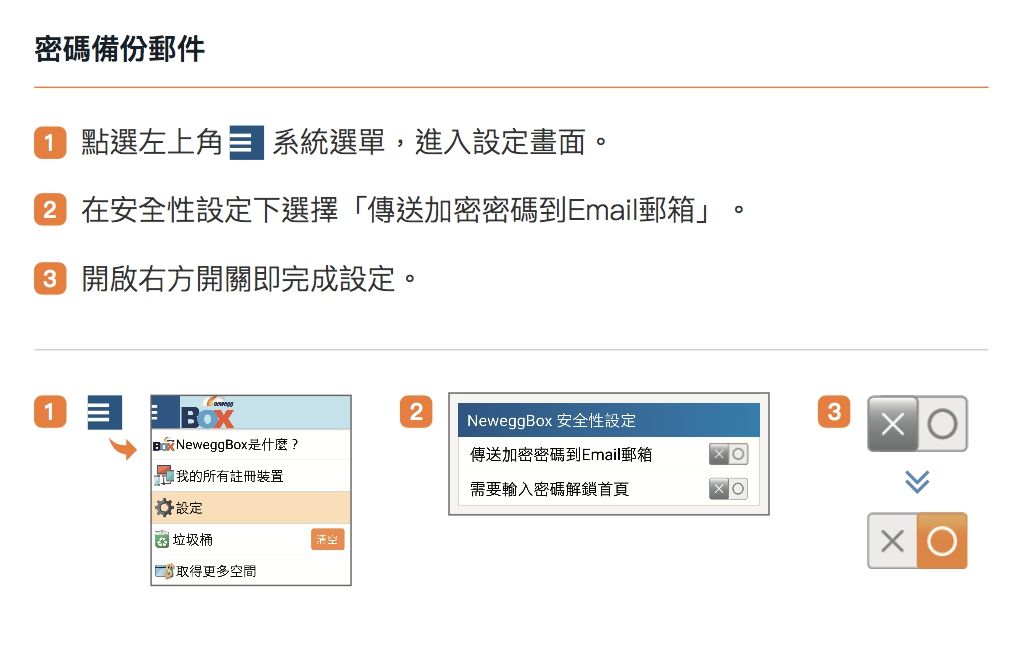 密碼備份郵件
1 點選左上角 系統選單，進入設定畫面。
2 在安全性設定下選擇「傳送加密密碼到Email郵箱」。
3 開啟右方開關即完成設定。
1
newegg
BOX
BOX NeweggBox是什麼？
我的所有註冊裝置
設定
垃圾桶 清空
取得更多空間
2
NeweggBox 安全性設定
傳送加密密碼到Email郵箱
需要輸入密碼解鎖首頁
3